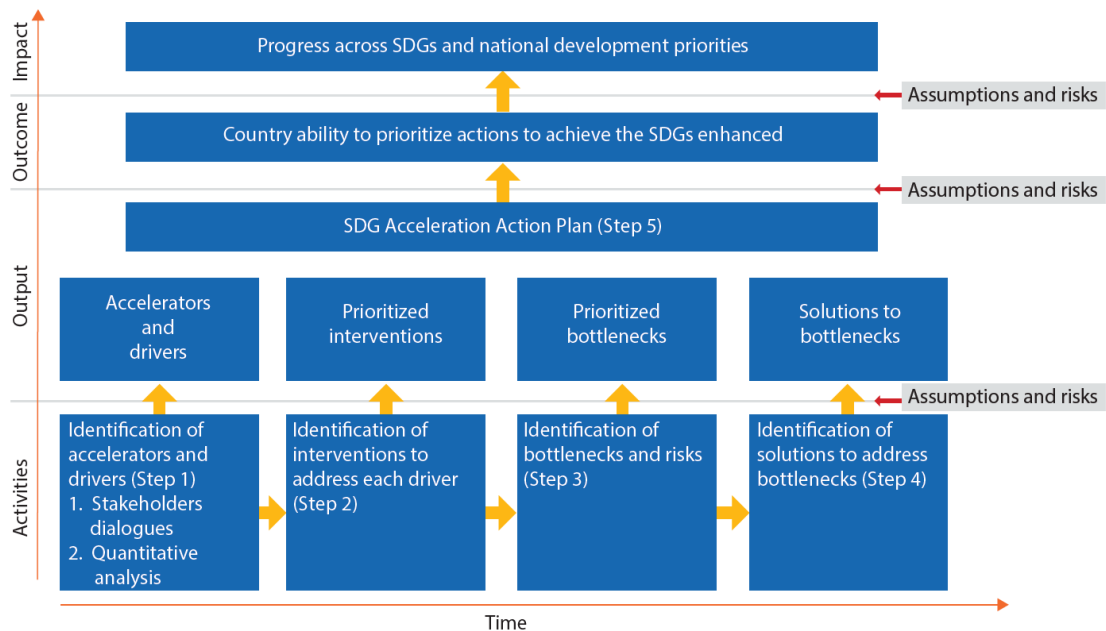 Impact
Progress across SDGs and national development priorities
Assumptions and risks
Outcome
Country ability to prioritize actions to achieve the SDGs enhanced
Assumptions and risks
SDG Acceleration Action Plan (Step 5)
Output
Accelerators
and
drivers
Prioritized
interventions
Prioritized
bottlenecks
Solutions to
bottlenecks
Assumptions and risks
Activities
Identification of
accelerators and
drivers (Step 1)
1. Stakeholders
dialogues
2. Quantitative
analysis
Identification of
interventions to
address each driver
(Step 2)
Identification of
bottlenecks and risks
(Step 3)
Identification of
solutions to address
bottlenecks (Step 4)
Time